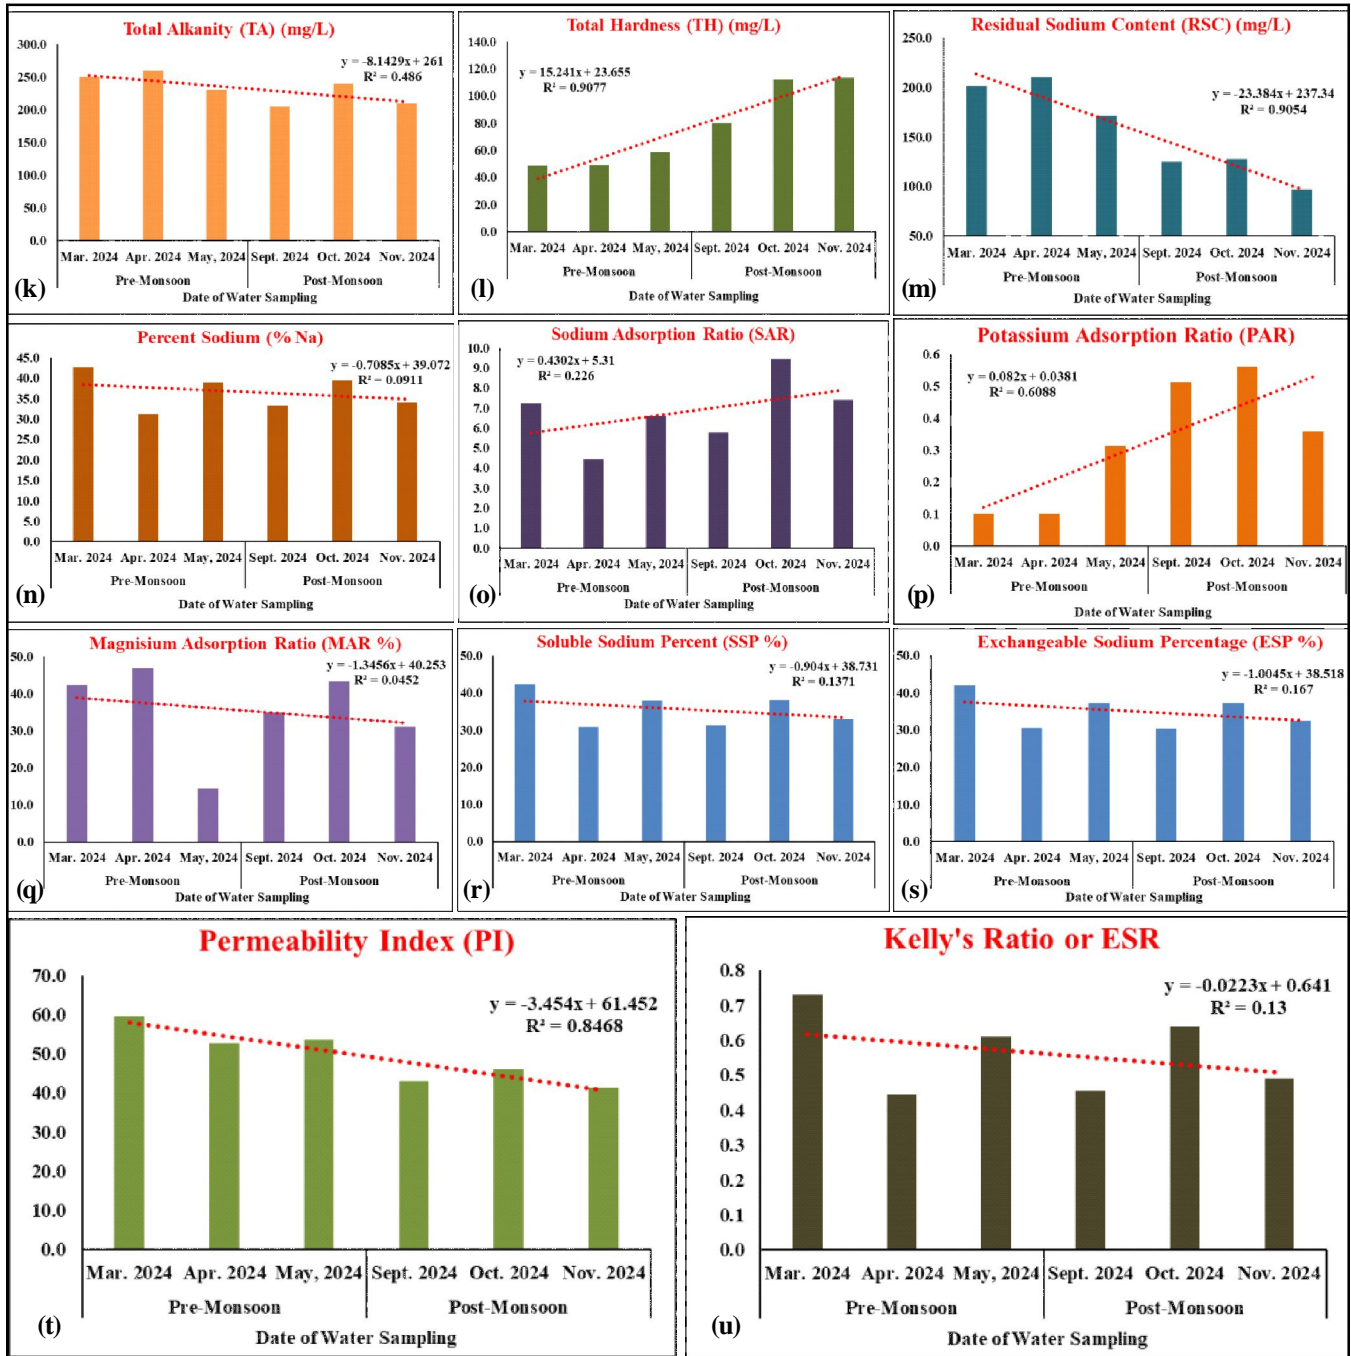 Total Alkanity (TA) (mg/L)
300.0
250.0
200.0
150.0
100.0
50.0
0.0
y = -8.1429x + 261
R² = 0.486
Mar. 2024 Apr. 2024 May, 2024 Sept. 2024 Oct. 2024 Nov. 2024
Pre-Monsoon Post-Monsoon
Date of Water Sampling
(k)
Total Hardness (TH) (mg/L)
140.0
120.0
100.0
80.0
60.0
40.0
20.0
0.0
y = 15.241x + 23.655
R² = 0.9077
Mar. 2024 Apr. 2024 May, 2024 Sept. 2024 Oct. 2024 Nov. 2024
Pre-Monsoon Post-Monsoon
Date of Water Sampling
(l)
Residual Sodium Content (RSC) (mg/L)
250.0
200.0
150.0
100.0
50.0
y = -23.384x + 237.34
R² = 0.9054
Mar. 2024 Apr. 2024 May, 2024 Sept. 2024 Oct. 2024 Nov. 2024
Pre-Monsoon Post-Monsoon
Date of Water Sampling
(m)
Percent Sodium (% Na)
45.0
40.0
35.0
30.0
25.0
20.0
15.0
10.0
5.0
0.0
y = -0.7085x + 39.072
R² = 0.0911
Mar. 2024 Apr. 2024 May, 2024 Sept. 2024 Oct. 2024 Nov. 2024
Pre-Monsoon Post-Monsoon
Date of Water Sampling
(n)
Sodium Adsorption Ratio (SAR)
10.0
9.0
8.0
7.0
6.0
5.0
4.0
3.0
2.0
1.0
0.0
y = 0.4302x + 5.31
R² = 0.226
Mar. 2024 Apr. 2024 May, 2024 Sept. 2024 Oct. 2024 Nov. 2024
Pre-Monsoon Post-Monsoon
Date of Water Sampling
(o)
Potassium Adsorption Ratio (PAR)
0.6
0.5
0.4
0.3
0.2
0.1
0.0
y = 0.082x + 0.0381
R² = 0.6088
Mar. 2024 Apr. 2024 May, 2024 Sept. 2024 Oct. 2024 Nov. 2024
Pre-Monsoon Post-Monsoon
Date of Water Sampling
(p)
Magnisium Adsorption Ratio (MAR %)
50.0
40.0
30.0
20.0
10.0
0.0
y = -1.3456x + 40.253
R² = 0.0452
Mar. 2024 Apr. 2024 May, 2024 Sept. 2024 Oct. 2024 Nov. 2024
Pre-Monsoon Post-Monsoon
Date of Water Sampling
(q)
Soluble Sodium Percent (SSP %)
50.0
40.0
30.0
20.0
10.0
0.0
y = -0.904x + 38.731
R² = 0.1371
Mar. 2024 Apr. 2024 May, 2024 Sept. 2024 Oct. 2024 Nov. 2024
Pre-Monsoon Post-Monsoon
Date of Water Sampling
(r)
Exchangeable Sodium Percentage (ESP %)
50.0
40.0
30.0
20.0
10.0
0.0
y = -1.0045x + 38.518
R² = 0.167
Mar. 2024 Apr. 2024 May, 2024 Sept. 2024 Oct. 2024 Nov. 2024
Pre-Monsoon Post-Monsoon
Date of Water Sampling
(s)
Permeability Index (PI)
70.0
60.0
50.0
40.0
30.0
20.0
10.0
0.0
y = -3.454x + 61.452
R² = 0.8468
Mar. 2024 Apr. 2024 May, 2024 Sept. 2024 Oct. 2024 Nov. 2024
Pre-Monsoon Post-Monsoon
Date of Water Sampling
(t)
Kelly's Ratio or ESR
0.8
0.7
0.6
0.5
0.4
0.3
0.2
0.1
0.0
y = -0.0223x + 0.641
R² = 0.13
Mar. 2024 Apr. 2024 May, 2024 Sept. 2024 Oct. 2024 Nov. 2024
Pre-Monsoon Post-Monsoon
Date of Water Sampling
(u)